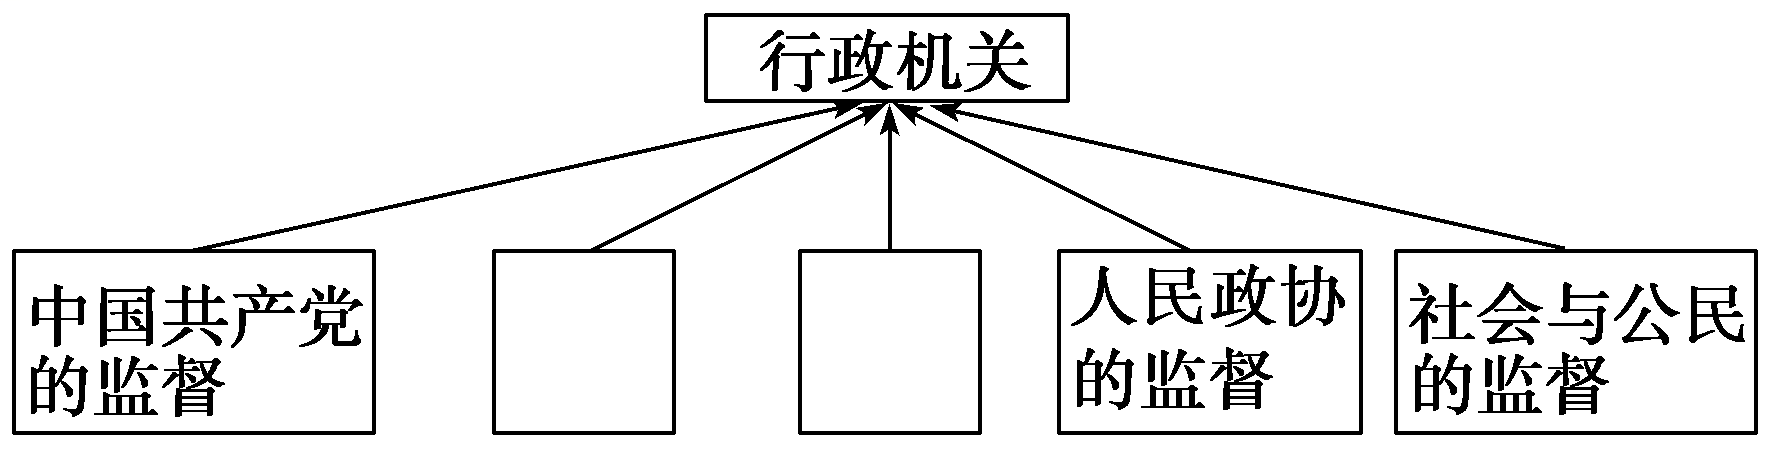 行政机关
中国共产党
的监督
人民政协
的监督
社会与公民
的监督